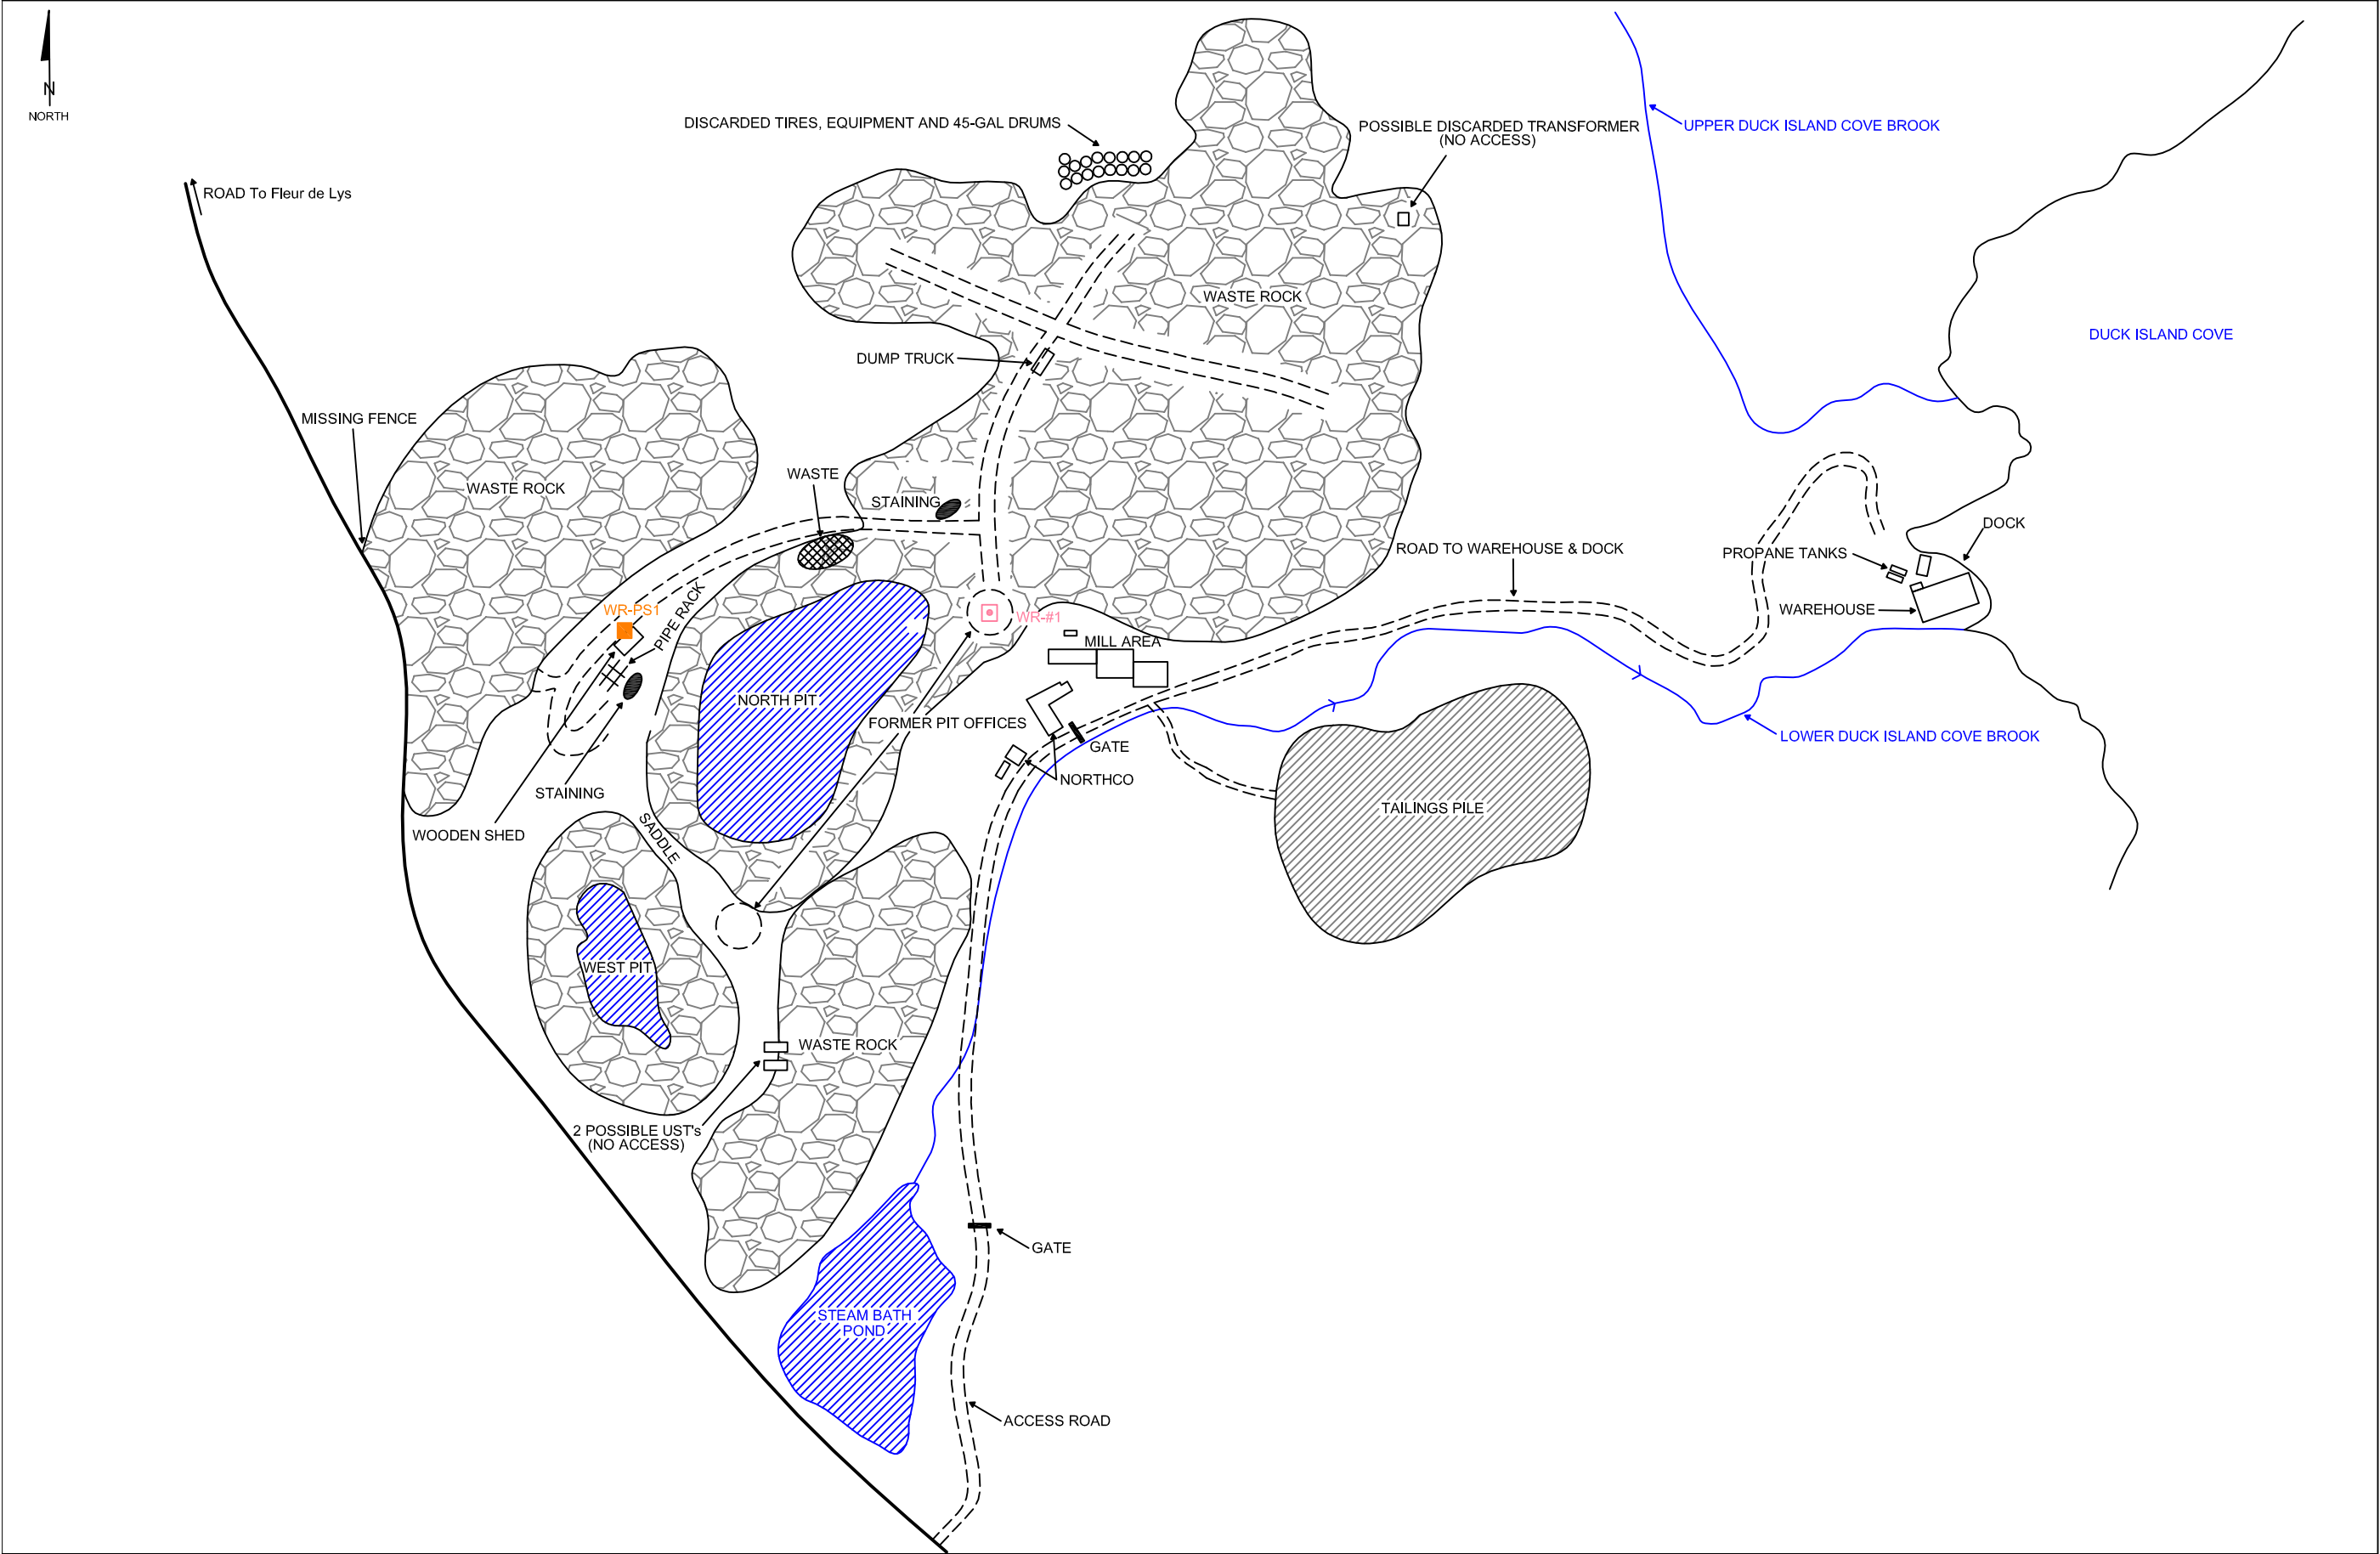 N
NORTH
ROAD To Fleur de Lys
DISCARDED TIRES, EQUIPMENT AND 45-GAL DRUMS
POSSIBLE DISCARDED TRANSFORMER
(NO ACCESS)
UPPER DUCK ISLAND COVE BROOK
WASTE ROCK
DUCK ISLAND COVE
DUMP TRUCK
MISSING FENCE
WASTE ROCK
WASTE
STAINING
DOCK
ROAD TO WAREHOUSE & DOCK
PROPANE TANKS
WR-PS1
PIPE RACK
WR-#1
WAREHOUSE
MILL AREA
NORTH PIT
FORMER PIT OFFICES
GATE
LOWER DUCK ISLAND COVE BROOK
NORTHCO
STAINING
TAILINGS PILE
WOODEN SHED
SADDLE
WEST PIT
WASTE ROCK
2 POSSIBLE UST's
(NO ACCESS)
GATE
STEAM BATH
POND
ACCESS ROAD